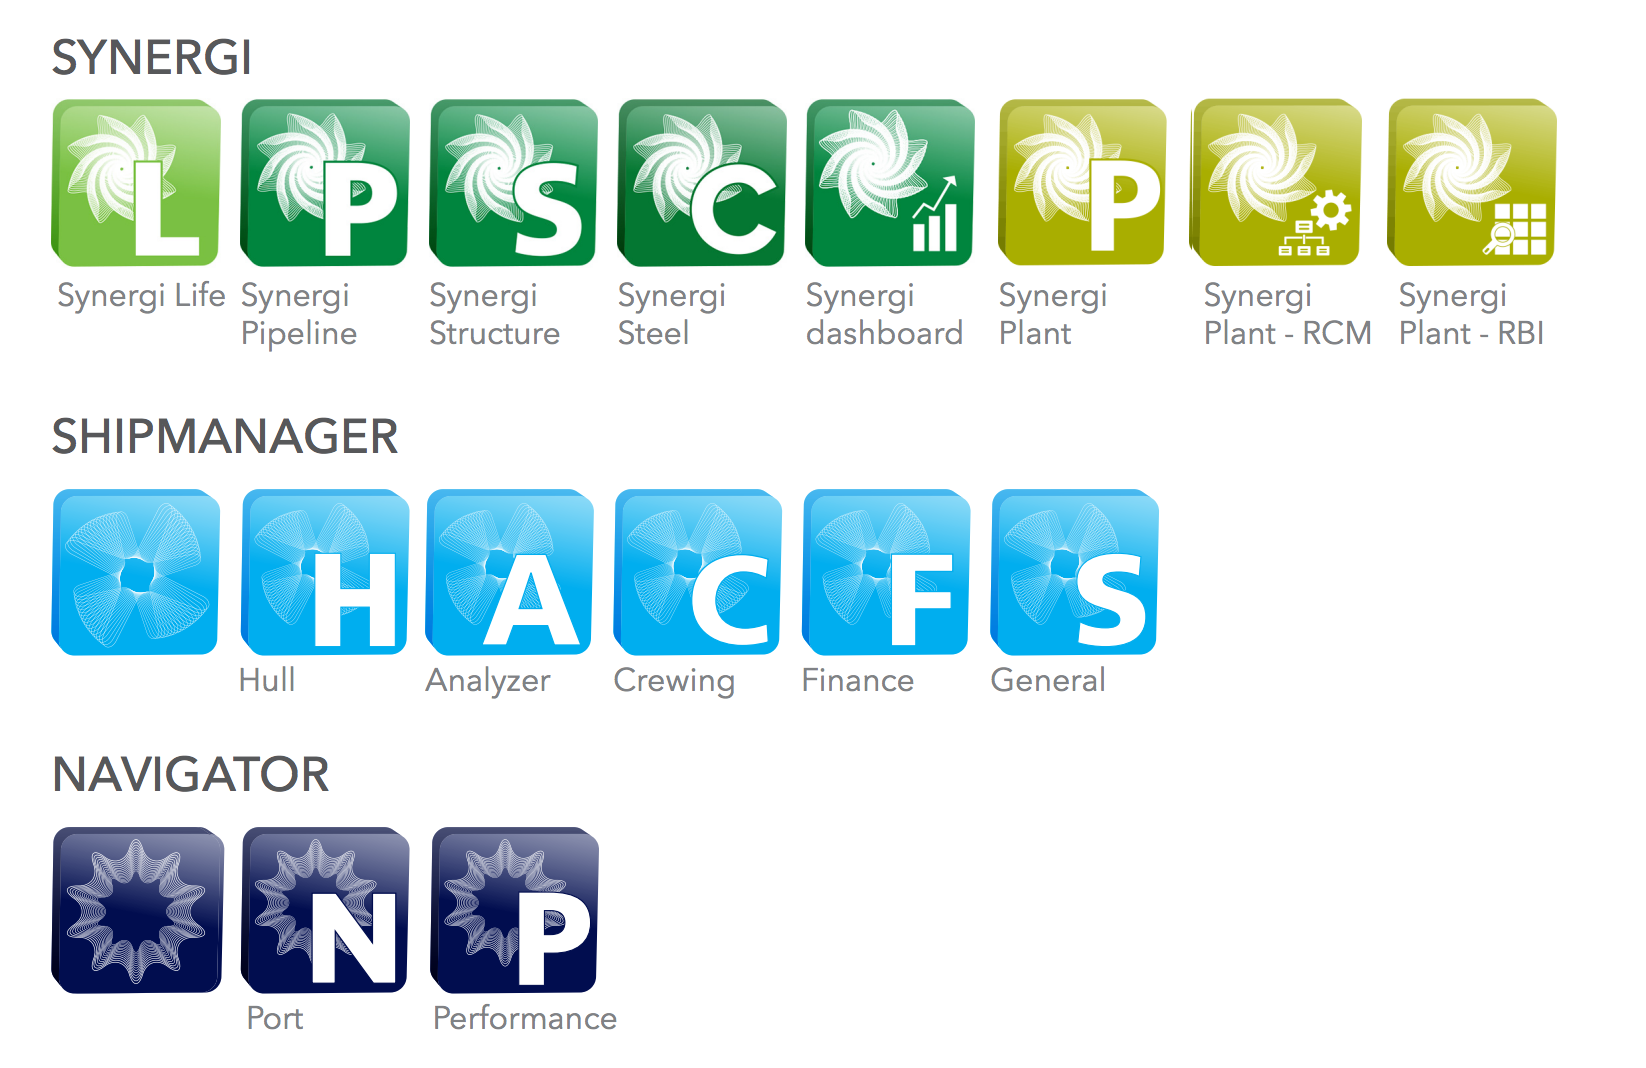 SYNERGI
L P S C P
Synergi Life Synergi Synergi Synergi Synergi Synergi Synergi Synergi
Pipeline Structure Steel dashboard Plant Plant - RCM Plant - RBI
SHIPMANAGER
H A C F S
Hull Analyzer Crewing Finance General
NAVIGATOR
N P
Port Performance